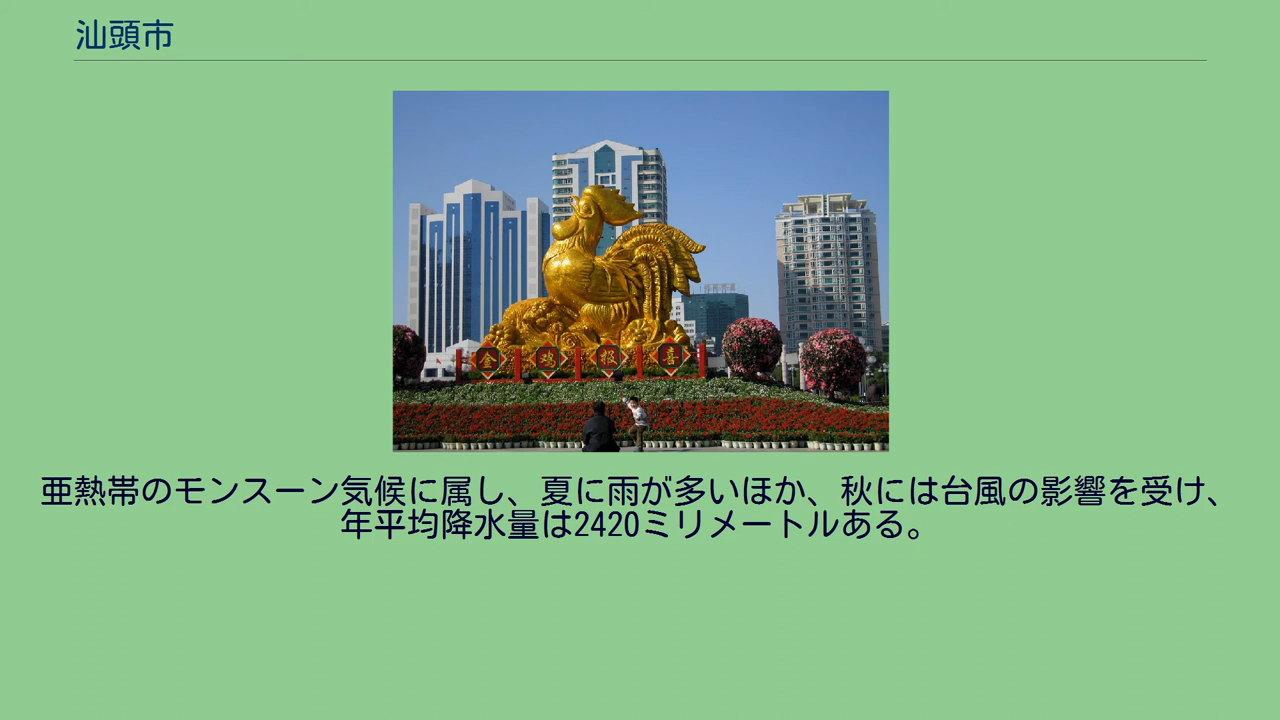 汕頭市
金鸡报喜
亜熱帯のモンスーン気候に属し、夏に雨が多いほか、秋には台風の影響を受け、
年平均降水量は2420ミリメートルある。